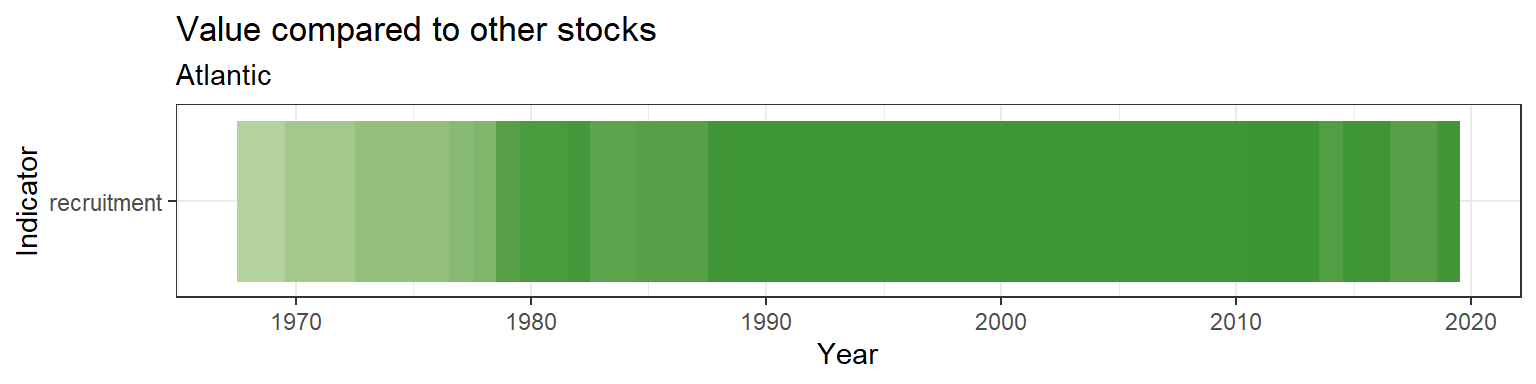 Value compared to other stocks
Atlantic
Indicator
recruitment
1970 1980 1990 2000 2010 2020
Year